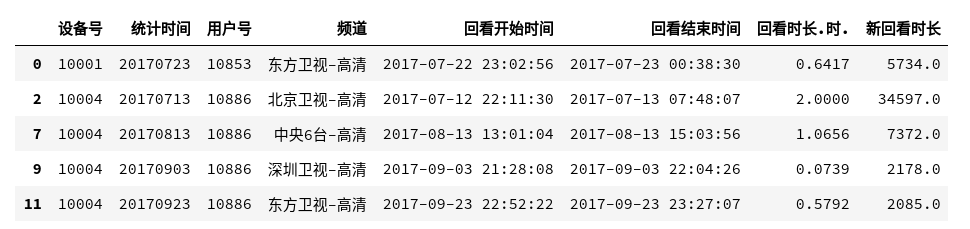 设备号 统计时间 用户号 频道 回看开始时间 回看结束时间 回看时长.时. 新回看时长
0 10001 20170723 10853 东方卫视-高清 2017-07-22 23:02:56 2017-07-23 00:38:30 0.6417 5734.0
2 10004 20170713 10886 北京卫视-高清 2017-07-12 22:11:30 2017-07-13 07:48:07 2.0000 34597.0
7 10004 20170813 10886 中央6台-高清 2017-08-13 13:01:04 2017-08-13 15:03:56 1.0656 7372.0
9 10004 20170903 10886 深圳卫视-高清 2017-09-03 21:28:08 2017-09-03 22:04:26 0.0739 2178.0
11 10004 20170923 10886 东方卫视-高清 2017-09-23 22:52:22 2017-09-23 23:27:07 0.5792 2085.0